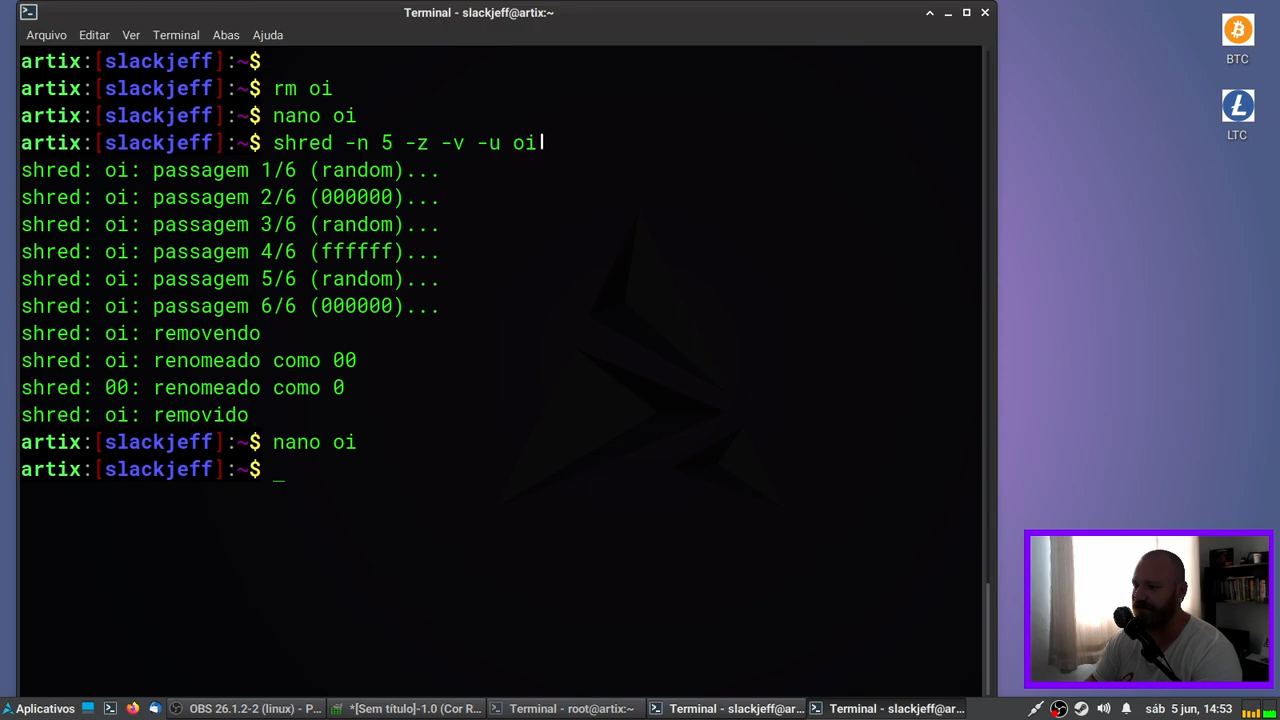 Terminal - slackjeff@artix:~
Arquivo Editar Ver Terminal Abas Ajuda
artix:[slackjeff]:~$
artix:[slackjeff]:~$ rm oi
artix:[slackjeff]:~$ nano oi
artix:[slackjeff]:~$ shred -n 5 -z -v -u oi
shred: oi: passagem 1/6 (random)...
shred: oi: passagem 2/6 (000000)...
shred: oi: passagem 3/6 (random)...
shred: oi: passagem 4/6 (ffffff)...
shred: oi: passagem 5/6 (random)...
shred: oi: passagem 6/6 (000000)...
shred: oi: removendo
shred: oi: renomeado como 00
shred: 00: renomeado como 0
shred: oi: removido
artix:[slackjeff]:~$ nano oi
artix:[slackjeff]:~$ _
BTC
LTC
Aplicativos OBS 26.1.2-2 (linux) - P... *[Sem título]-1.0 (Cor R... Terminal - root@artix:~ Terminal - slackjeff@artix:... Terminal - slackjeff@artix:... sáb 5 jun, 14:53